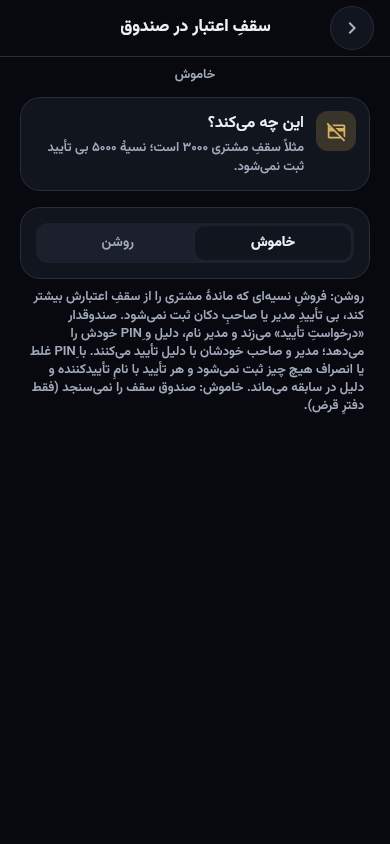 سقفِ اعتبار در صندوق
خاموش
این چه می‌کند؟
مثلاً سقفِ مشتری ۳۰۰۰ است؛ نسیهٔ ۵۰۰۰ بی تأیید
ثبت نمی‌شود.
خاموش
روشن
روشن: فروشِ نسیه‌ای که ماندهٔ مشتری را از سقفِ اعتبارش بیشتر
کند، بی تأییدِ مدیر یا صاحبِ دکان ثبت نمی‌شود. صندوقدار
«درخواستِ تأیید» می‌زند و مدیر نام، دلیل و PIN خودش را
می‌دهد؛ مدیر و صاحب خودشان با دلیل تأیید می‌کنند. با PIN غلط
یا انصراف هیچ چیز ثبت نمی‌شود و هر تأیید با نامِ تأییدکننده و
دلیل در سابقه می‌ماند. خاموش: صندوق سقف را نمی‌سنجد (فقط
دفترِ قرض).